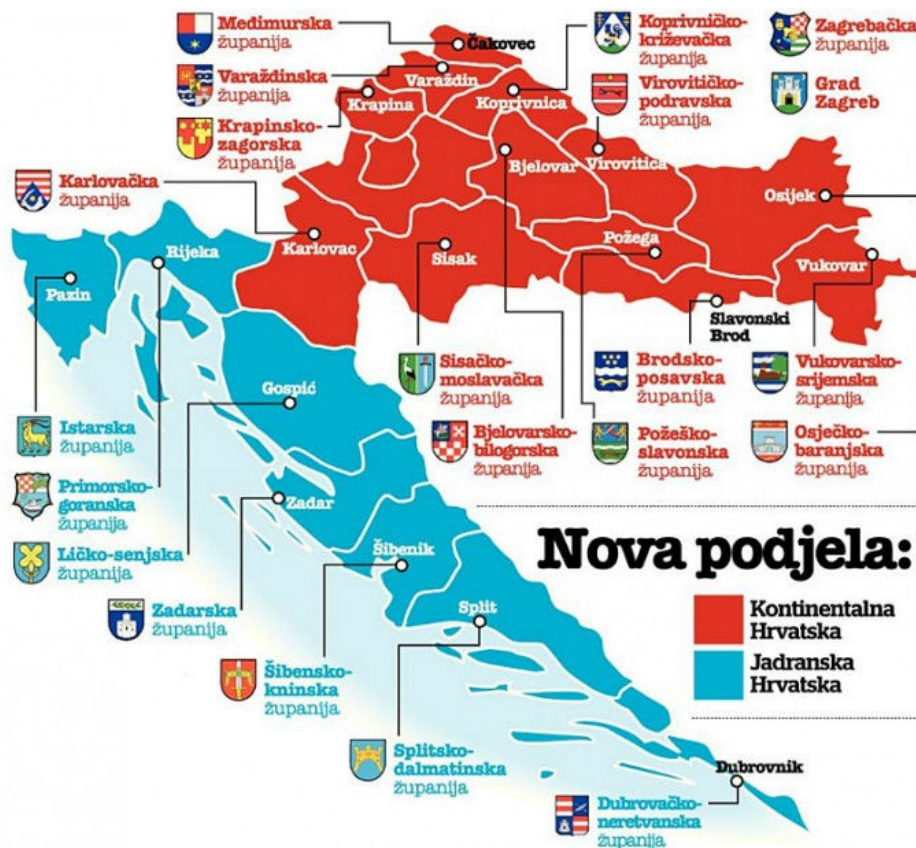 Međimurska
županija
Čakovec
Koprivničko-
križevačka
županija
Zagrebačka
županija
Varaždinska
županija
Varaždin
Virovitičko-
podravska
županija
Grad
Zagreb
Krapina
Koprivnica
Krapinsko-
zagorska
županija
Bjelovar
Virovitica
Karlovačka
županija
Osijek
Karlovac
Sisak
Požega
Vukovar
Rijeka
Pazin
Slavonski
Brod
Sisačko-
moslavačka
županija
Brodsko-
posavska
županija
Vukovarsko-
srijemska
županija
Gospić
Istarska
županija
Bjelovarsko-
bilogorska
županija
Požeško-
slavonska
županija
Osječko-
baranjska
županija
Primorsko-
goranska
županija
Zadar
Ličko-senjska
županija
Šibenik
Nova podjela:
Zadarska
županija
Split
Kontinentalna
Hrvatska
Jadranska
Hrvatska
Šibensko-
kninska
županija
Splitsko-
dalmatinska
županija
Dubrovnik
Dubrovačko-
neretvanska
županija